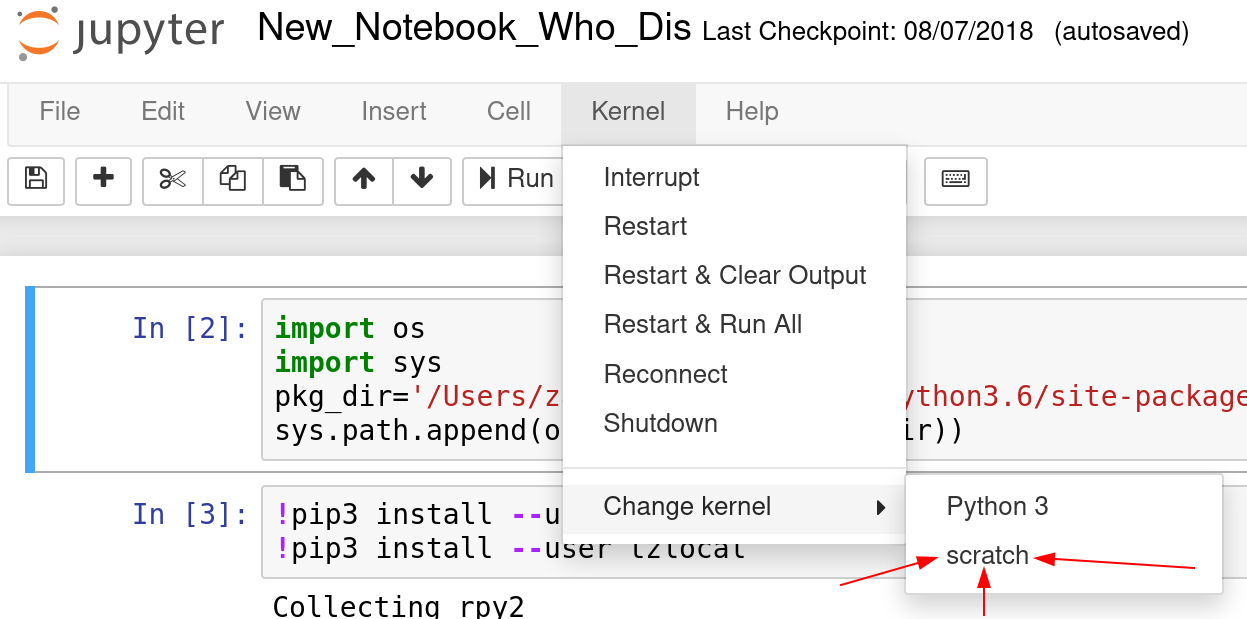 jupyter New_Notebook_Who_Dis Last Checkpoint: 08/07/2018 (autosaved)
File Edit View Insert Cell Kernel Help
Run
Interrupt
Restart
Restart & Clear Output
Restart & Run All
Reconnect
Shutdown
Change kernel
Python 3
scratch
In [2]: import os
import sys
pkg_dir='/Users/z ython3.6/site-package
sys.path.append(o ir))
In [3]: !pip3 install --u
!pip3 install --user tzlocal
Collecting rpy2